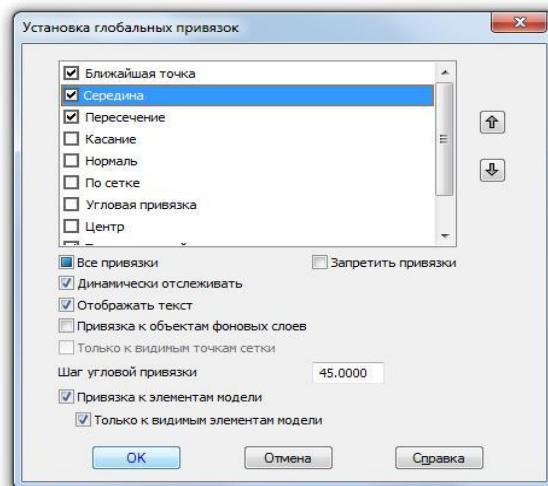 Установка глобальных привязок
Ближайшая точка
Середина
Пересечение
Касание
Нормаль
По сетке
Угловая привязка
Центр
Все привязки
Запретить привязки
Динамически отслеживать
Отображать текст
Привязка к объектам фоновых слоев
Только к видимым точкам сетки
Шаг угловой привязки 45.0000
Привязка к элементам модели
Только к видимым элементам модели
OK
Отмена
Справка